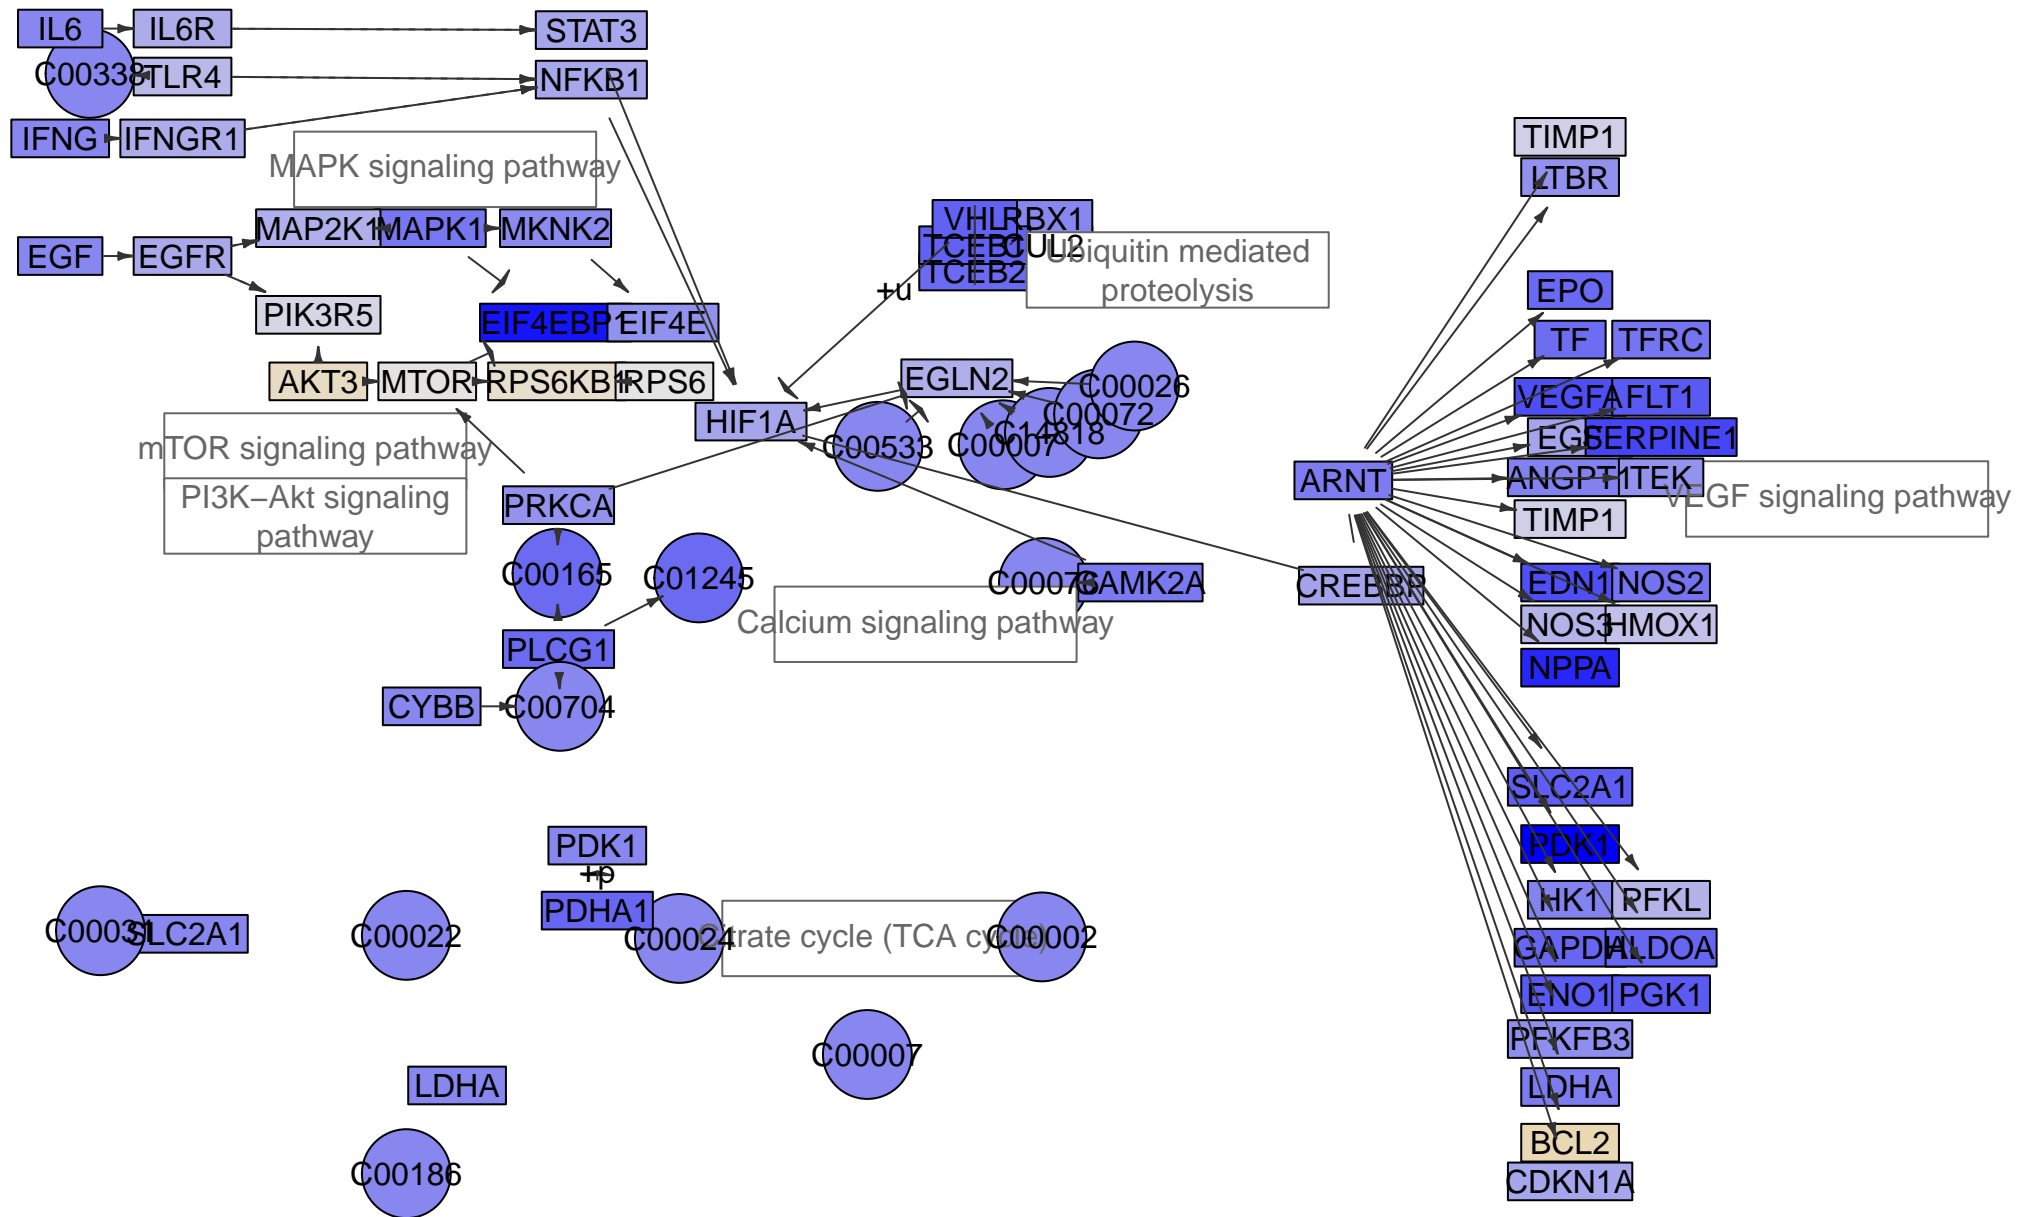 IL6
IL6R
STAT3
C00338
TLR4
NFKB1
IFNG
IFNGR1
TIMP1
MAPK signaling pathway
LTBR
MAP2K1
MAPK1
MKNK2
VHL
RBX1
EGF
EGFR
TCEB1
CUL2
Ubiquitin mediated
proteolysis
TCEB2
+u
EPO
PIK3R5
EIF4EBP1
EIF4E
TF
TFRC
AKT3
MTOR
RPS6KB1
RPS6
EGLN2
C00026
VEGFA
FLT1
HIF1A
C00072
C14818
C00007
C00533
EGF
SERPINE1
mTOR signaling pathway
PI3K–Akt signaling
pathway
ARNT
ANGPT1
TEK
VEGF signaling pathway
PRKCA
TIMP1
C00165
C01245
C00076
CAMK2A
CREBBP
EDN1
NOS2
Calcium signaling pathway
NOS3
HMOX1
PLCG1
NPPA
CYBB
C00704
SLC2A1
PDK1
+p
PDK1
PDHA1
HK1
PFKL
C00031
SLC2A1
C00022
C00024
Citrate cycle (TCA cycle)
C00002
GAPDH
ALDOA
ENO1
PGK1
C00007
PFKFB3
LDHA
LDHA
BCL2
C00186
CDKN1A